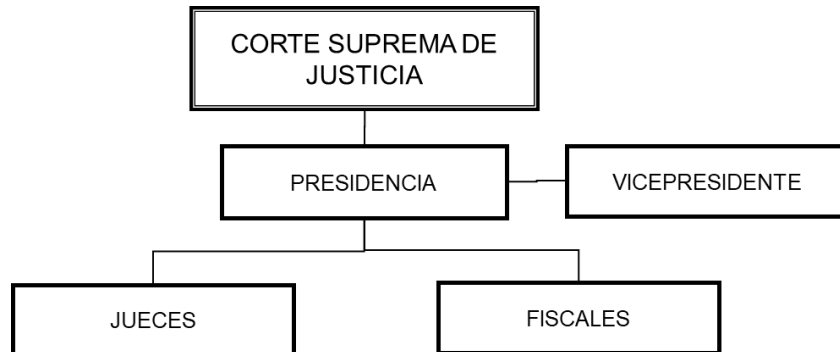 CORTE SUPREMA DE
JUSTICIA
PRESIDENCIA
VICEPRESIDENTE
JUECES
FISCALES